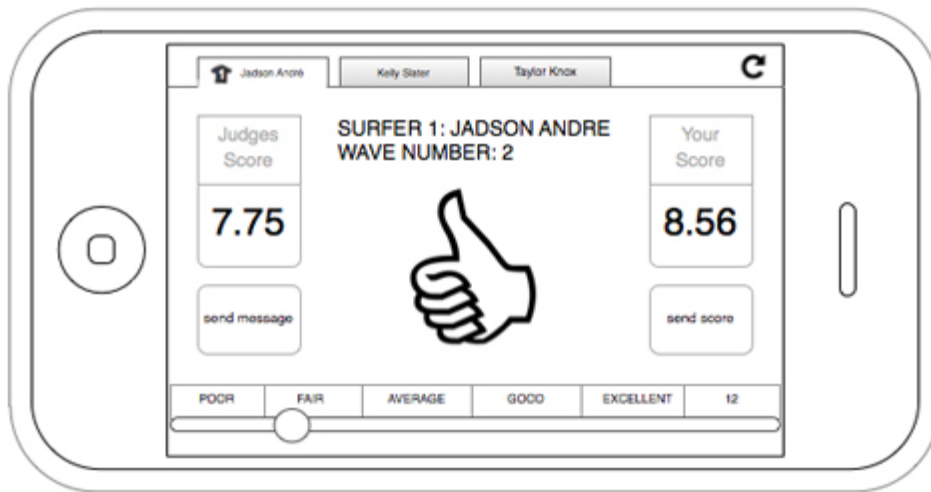 1 Jadson André
Kelly Slater
Taylor Knox
Judges
Score
7.75
send message
SURFER 1: JADSON ANDRE
WAVE NUMBER: 2
Your
Score
8.56
send score
POOR FAIR AVERAGE GOOD EXCELLENT 12